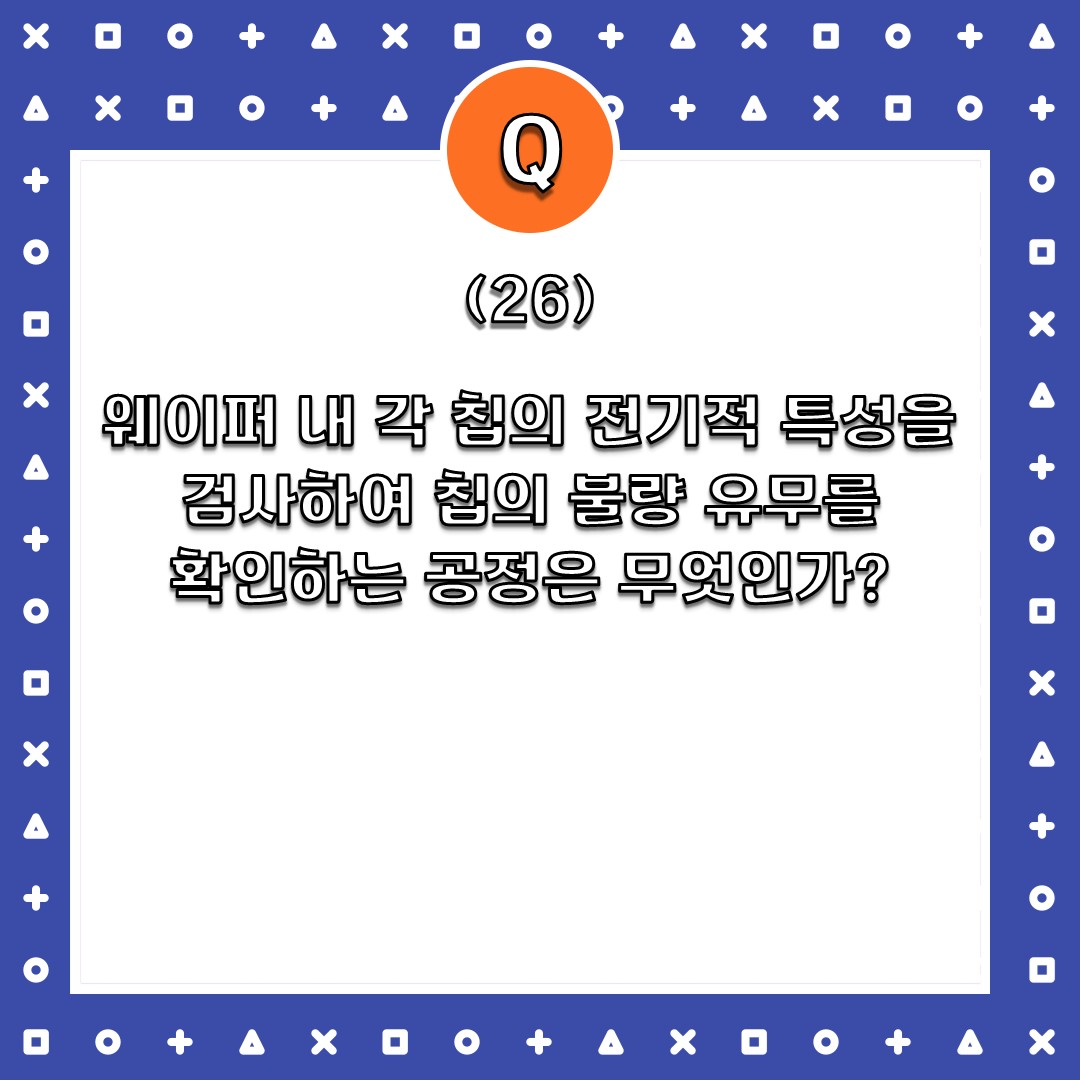 Q
(26)
웨이퍼 내 각 칩의 전기적 특성을
검사하여 칩의 불량 유무를
확인하는 공정은 무엇인가?